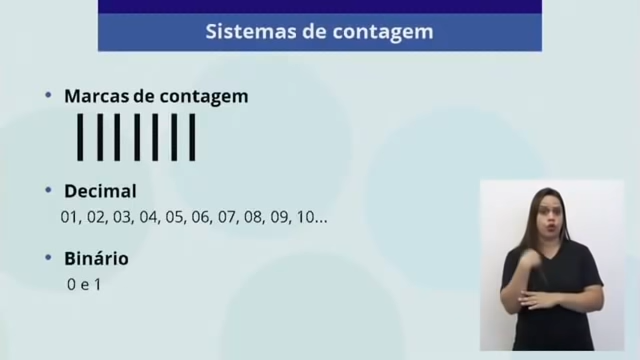 Sistemas de contagem
Marcas de contagem
Decimal
01, 02, 03, 04, 05, 06, 07, 08, 09, 10...
Binário
0 e 1